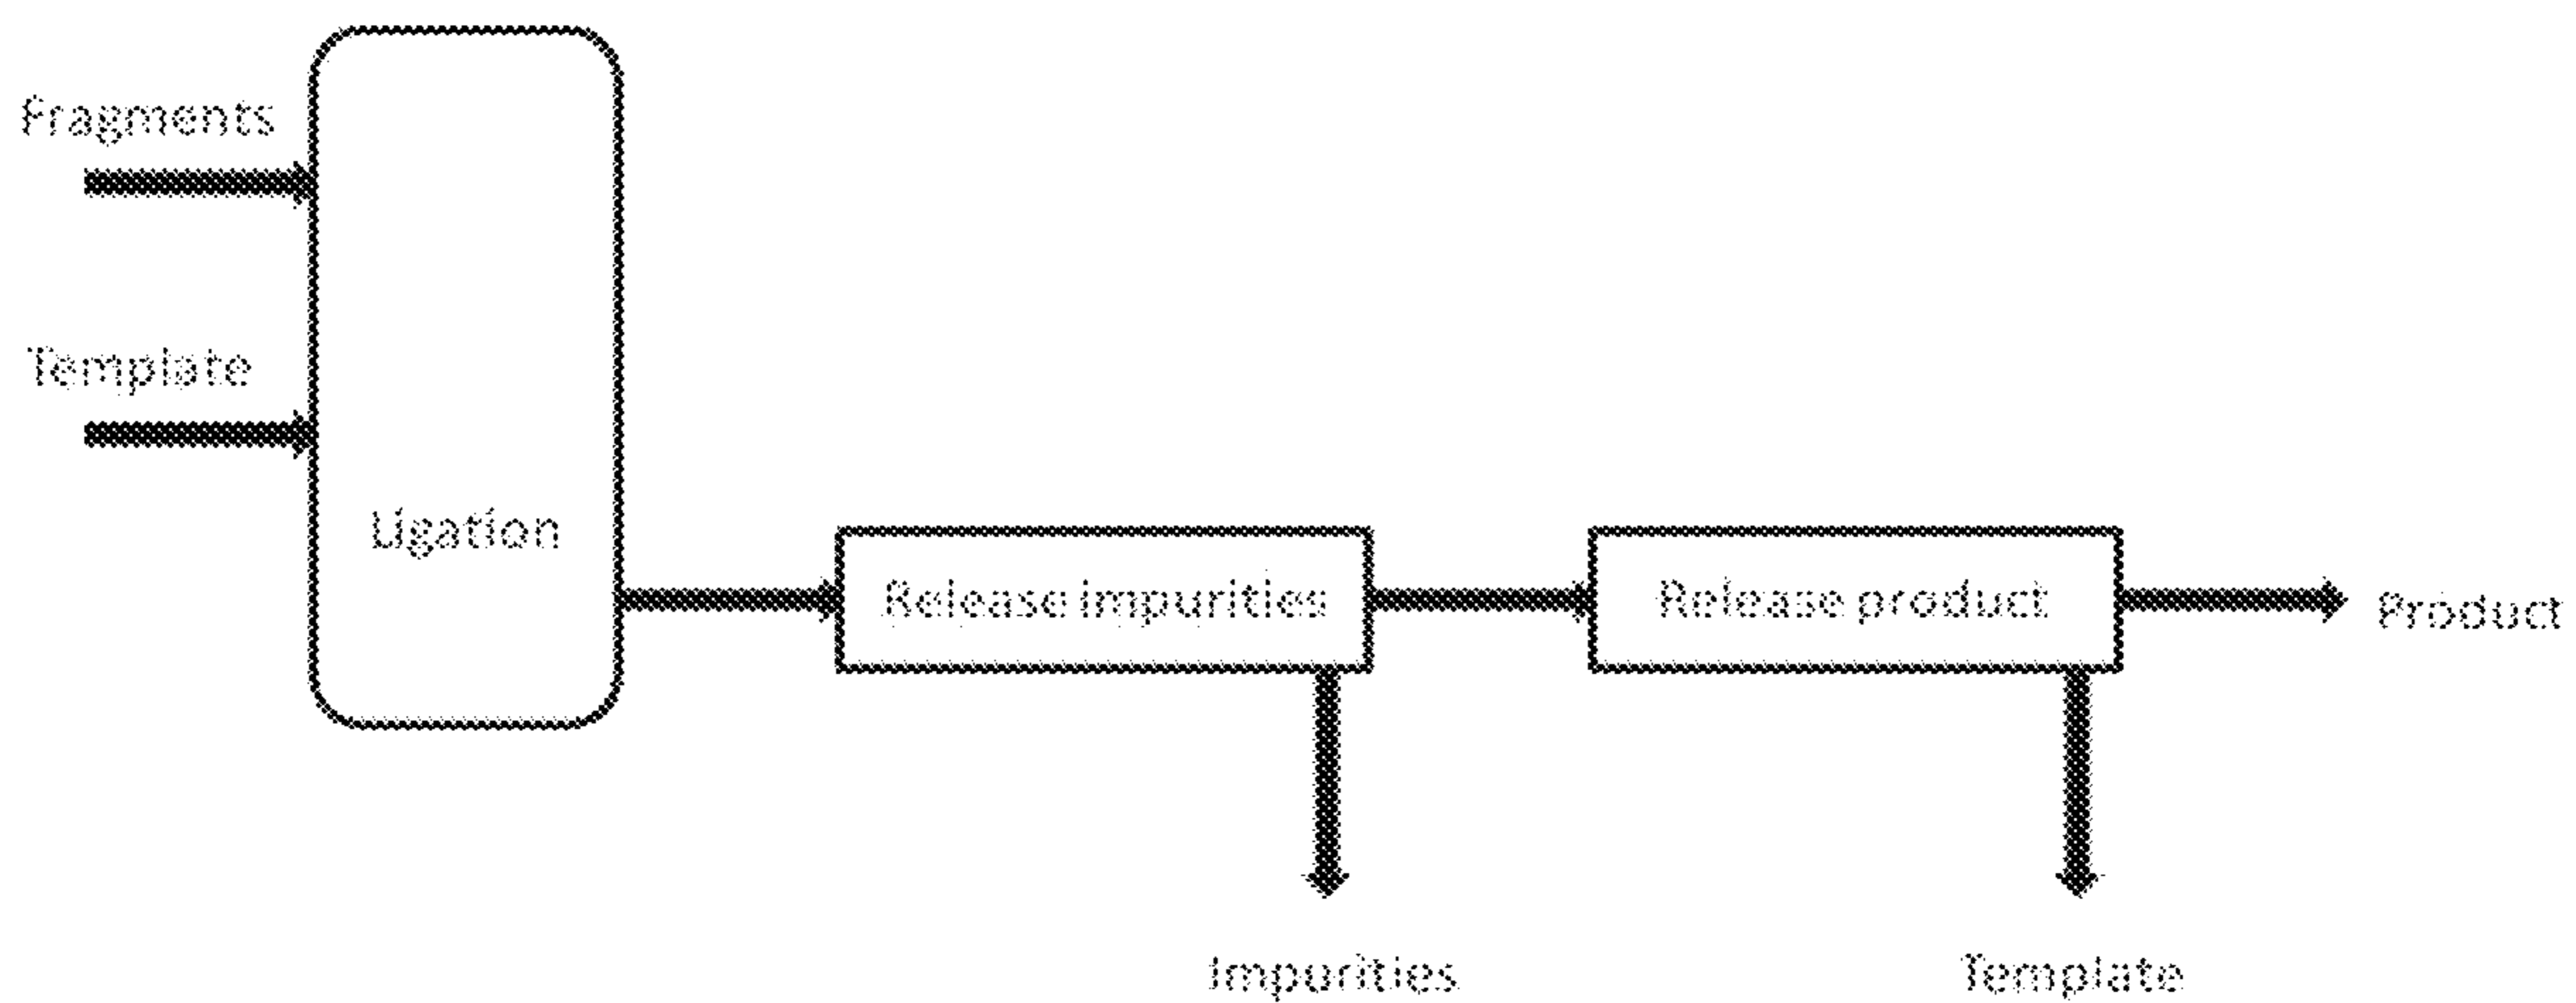 Fragments
Template
Ligation
Release impurities
Release product
Product
Impurities
Template